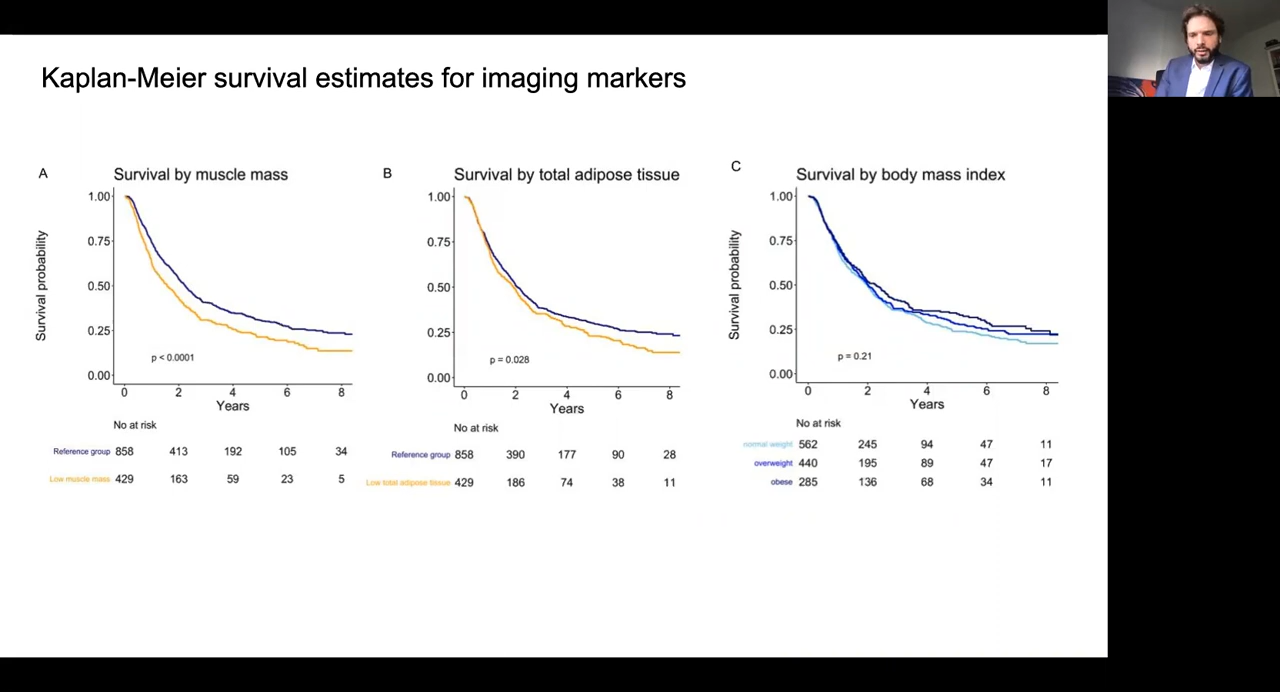 Kaplan-Meier survival estimates for imaging markers
A
Survival by muscle mass
Survival probability
1.00
0.75
0.50
0.25
0.00
p < 0.0001
0 2 4 6 8
Years
No at risk
Reference group 858 413 192 105 34
Low muscle mass 429 163 59 23 5
B
Survival by total adipose tissue
1.00
0.75
0.50
0.25
0.00
p = 0.028
0 2 4 6 8
Years
No at risk
Reference group 858 390 177 90 28
Low total adipose tissue 429 186 74 38 11
C
Survival by body mass index
Survival probability
1.00
0.75
0.50
0.25
0.00
p = 0.21
0 2 4 6 8
Years
No at risk
normal weight 562 245 94 47 11
overweight 440 195 89 47 17
obese 285 136 68 34 11